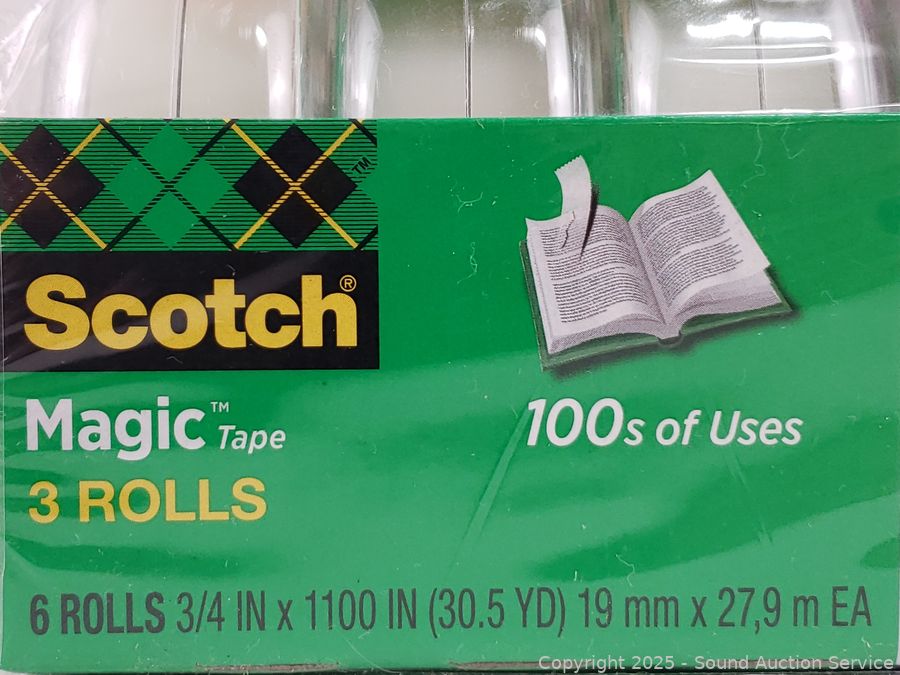 TM
Scotch®
Magic™ Tape
3 ROLLS
100s of Uses
6 ROLLS 3/4 IN x 1100 IN (30.5 YD) 19 mm x 27,9 m EA
Copyright 2025 - Sound Auction Service